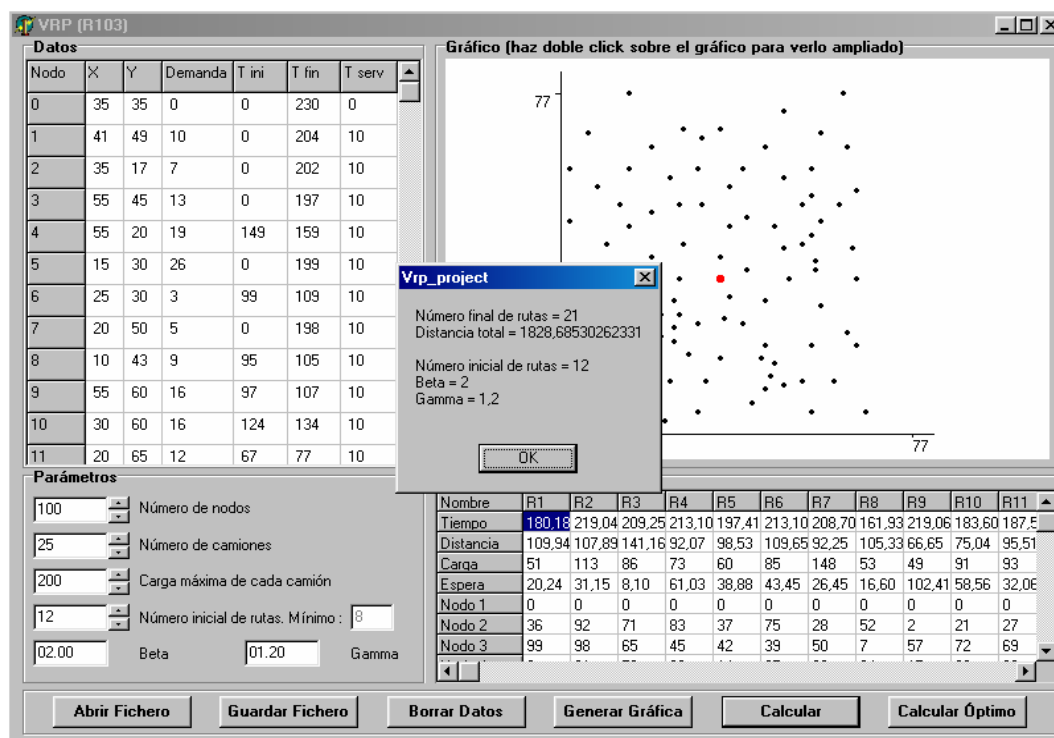 VRP (R103)
Datos
Nodo X Y Demanda T ini T fin T serv
0 35 35 0 0 230 0
1 41 49 10 0 204 10
2 35 17 7 0 202 10
3 55 45 13 0 197 10
4 55 20 19 149 159 10
5 15 30 26 0 199 10
6 25 30 3 99 109 10
7 20 50 5 0 198 10
8 10 43 9 95 105 10
9 55 60 16 97 107 10
10 30 60 16 124 134 10
11 20 65 12 67 77 10
Gráfico (haz doble click sobre el gráfico para verlo ampliado)
77
77
Vrp_project
Número final de rutas = 21
Distancia total = 1828,68530262331
Número inicial de rutas = 12
Beta = 2
Gamma = 1,2
OK
Parámetros
100 Número de nodos
25 Número de camiones
200 Carga máxima de cada camión
12 Número inicial de rutas. Mínimo : 8
02.00 Beta 01.20 Gamma
Nombre R1 R2 R3 R4 R5 R6 R7 R8 R9 R10 R11
Tiempo 180,18 219,04 209,25 213,10 197,41 213,10 208,70 161,93 219,06 183,60 187,5
Distancia 109,94 107,89 141,16 92,07 98,53 109,65 92,25 105,33 66,65 75,04 95,51
Carga 51 113 86 73 60 85 148 53 49 91 93
Espera 20,24 31,15 8,10 61,03 38,88 43,45 26,45 16,60 102,41 58,56 32,06
Nodo 1 0 0 0 0 0 0 0 0 0 0 0
Nodo 2 36 92 71 83 37 75 28 52 2 21 27
Nodo 3 99 98 65 45 42 39 50 7 57 72 69
Abrir Fichero Guardar Fichero Borrar Datos Generar Gráfica Calcular Calcular Óptimo